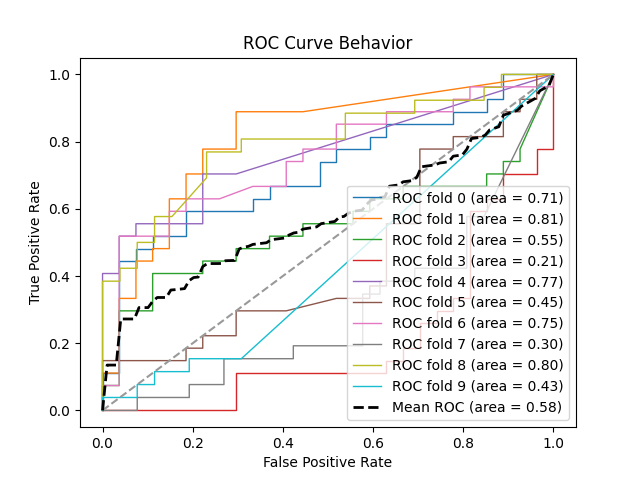 ROC Curve Behavior
True Positive Rate
1.0
0.8
0.6
0.4
0.2
0.0
ROC fold 0 (area = 0.71)
ROC fold 1 (area = 0.81)
ROC fold 2 (area = 0.55)
ROC fold 3 (area = 0.21)
ROC fold 4 (area = 0.77)
ROC fold 5 (area = 0.45)
ROC fold 6 (area = 0.75)
ROC fold 7 (area = 0.30)
ROC fold 8 (area = 0.80)
ROC fold 9 (area = 0.43)
Mean ROC (area = 0.58)
0.0 0.2 0.4 0.6 0.8 1.0
False Positive Rate